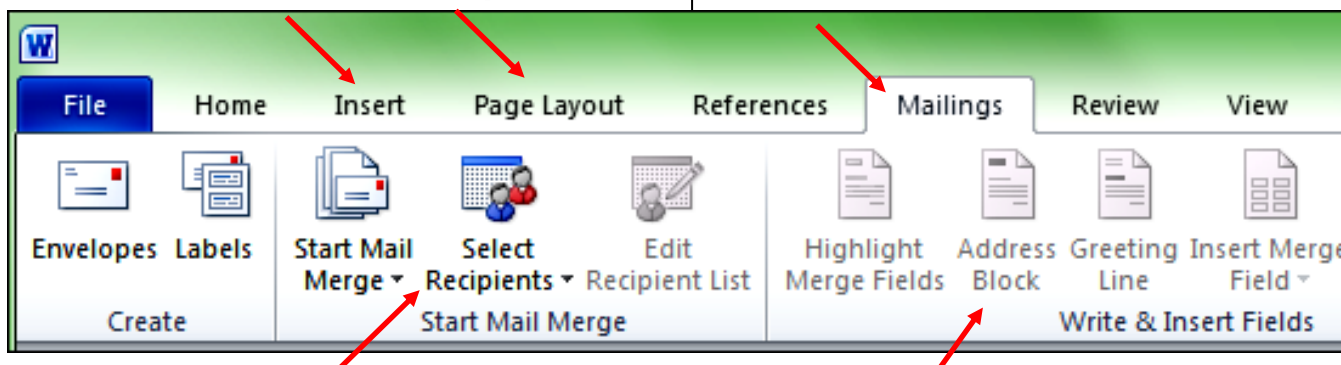 W
File Home Insert Page Layout References Mailings Review View
Envelopes Labels Start Mail Merge Select Recipients Edit Recipient List Highlight Merge Fields Address Block Greeting Line Insert Merge Field
Create Start Mail Merge Write & Insert Fields